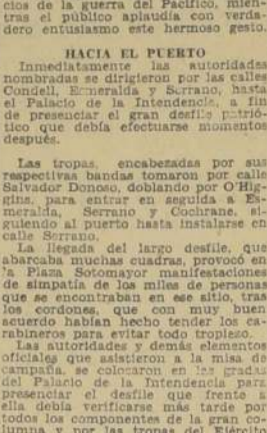 cios de la guerra del Pacífico, mien-
tras el público aplaudía con verda-
dero entusiasmo este hermoso gesto.
HACIA EL PUERTO
Inmediatamente las autoridades
nombradas se dirigieron por las calles
Condell, Esmeralda y Serrano, hasta
el Palacio de la Intendencia, a fin
de presenciar el gran desfile patrió-
tico que debía efectuarse momentos
después.
Las tropas, encabezadas por sus
respectivas bandas tomaron por calle
Salvador Donoso, doblando por O'Hig-
gins, para entrar en seguida a Es-
meralda, Serrano y Cochrane, si-
guiendo al puerto hasta instalarse en
calle Serrano.
La llegada del largo desfile, que
abarcaba muchas cuadras, provocó en
la Plaza Sotomayor manifestaciones
de simpatía de los miles de personas
que se encontraban en ese sitio, tras
los cordones, que con muy buen
acuerdo habían hecho tender los ca-
rabineros para evitar todo tropiezo.
Las autoridades y demás elementos
oficiales que asistieron a la misa de
campaña, se colocaron en las gradas
del Palacio de la Intendencia para
presenciar el desfile que frente a
ella debía verificarse más tarde por
todos los componentes de la gran co-
lumna y por las tropas del Ejército